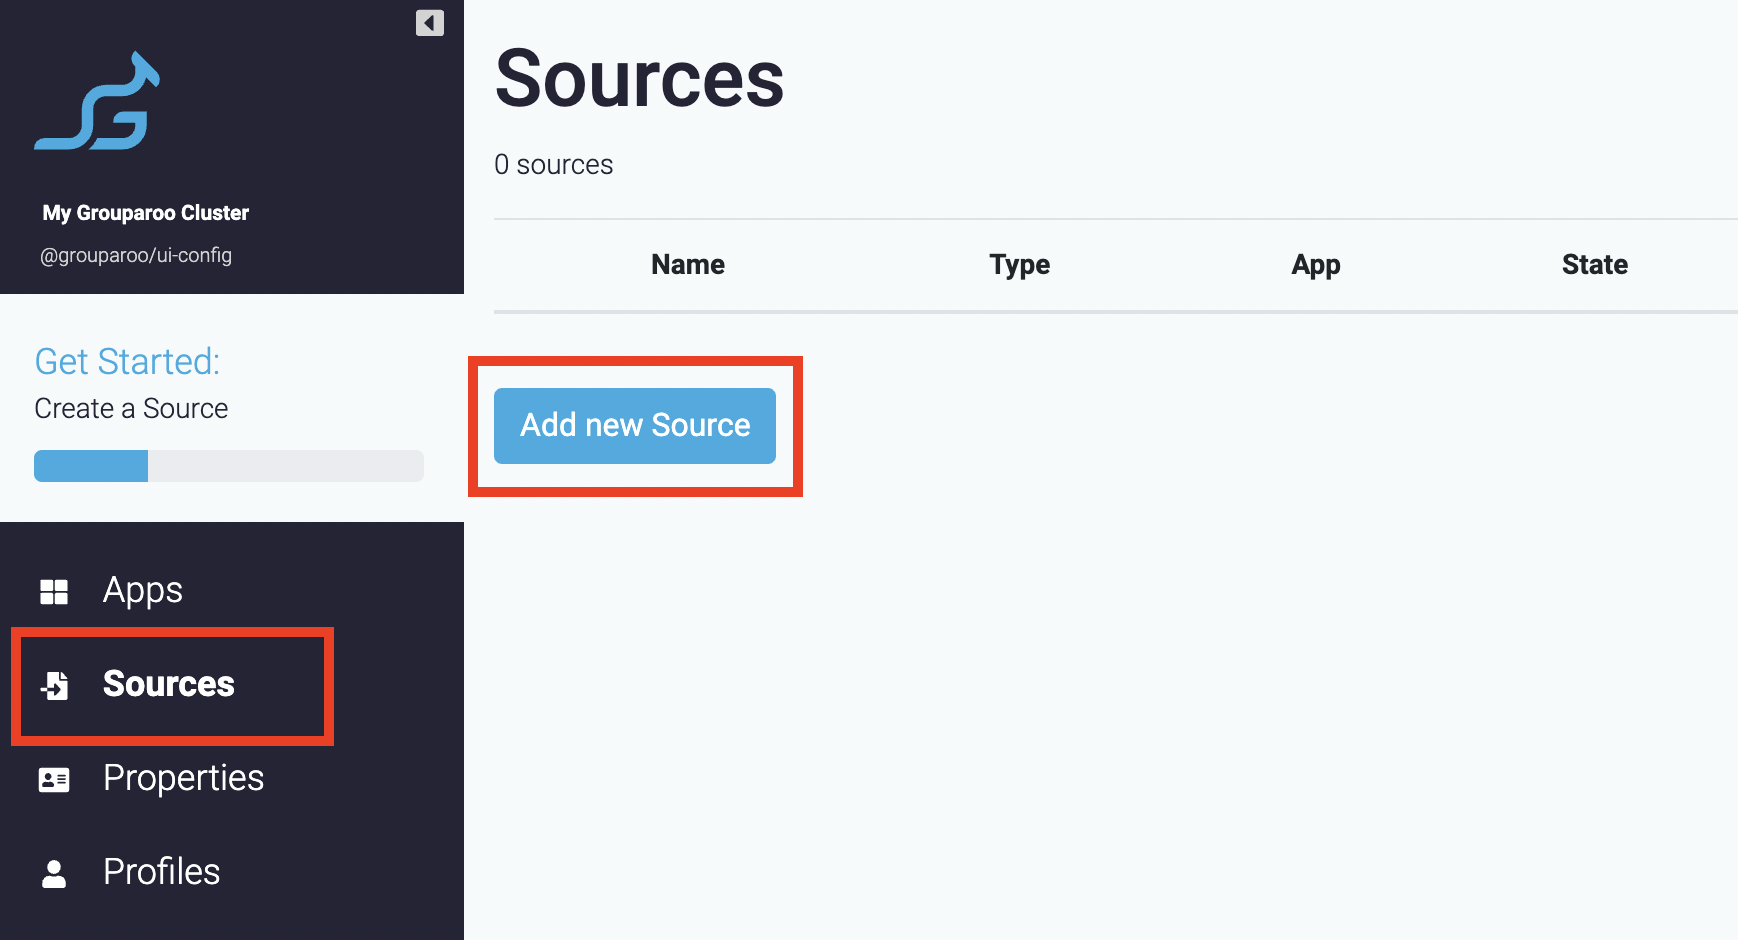 My Grouparoo Cluster
@grouparoo/ui-config
Get Started:
Create a Source
Apps
Sources
Properties
Profiles
Sources
0 sources
Name Type App State
Add new Source